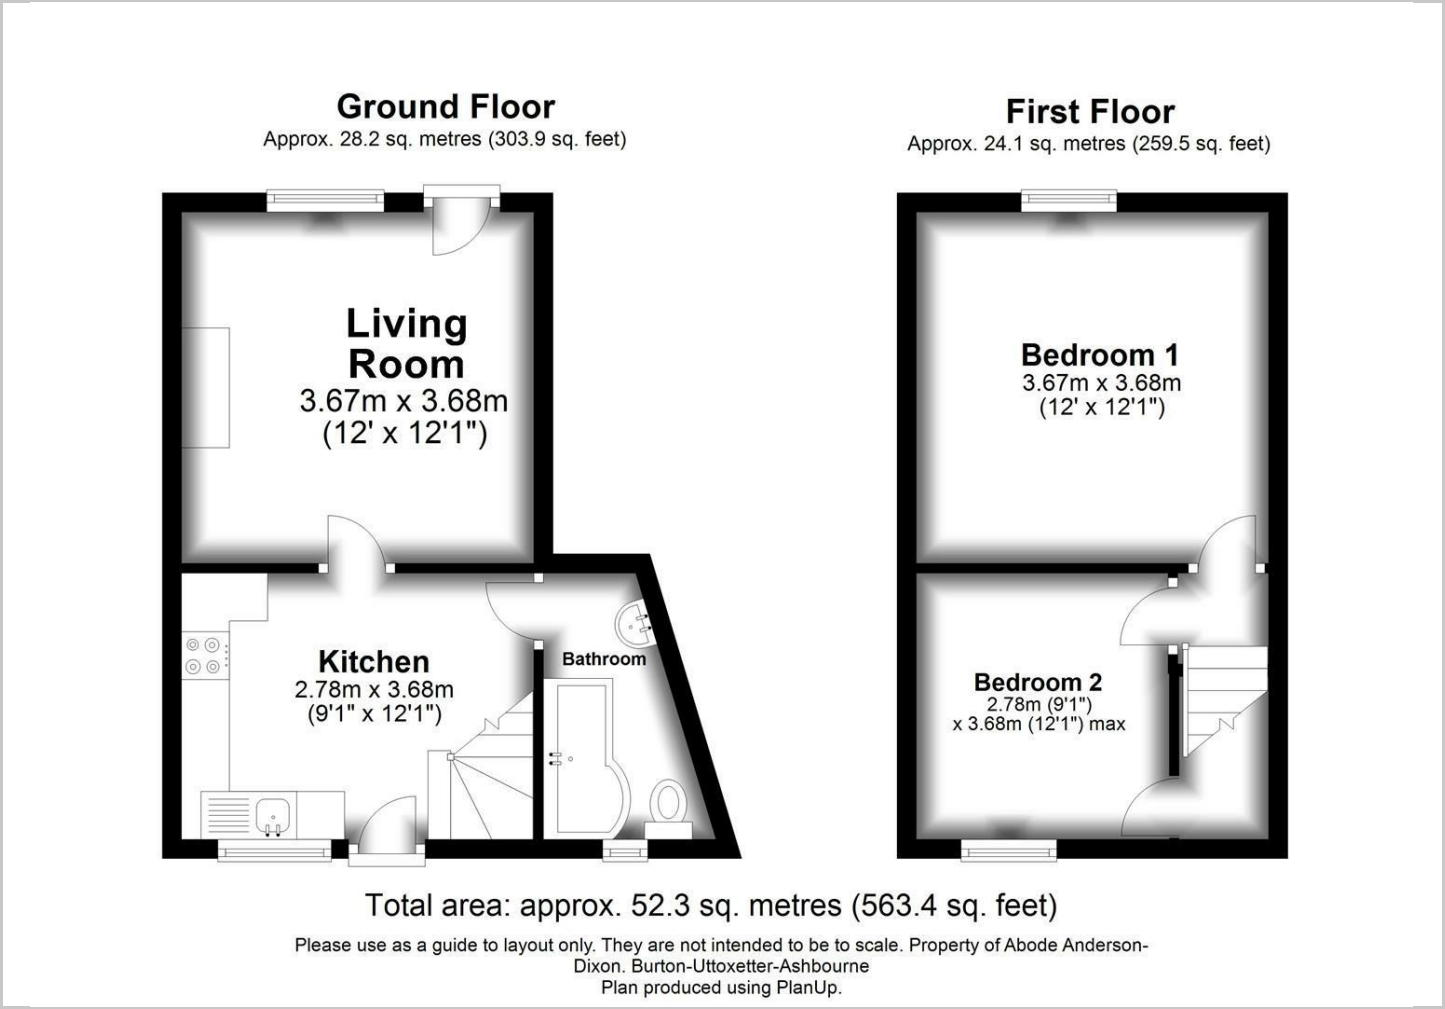 Ground Floor
Approx. 28.2 sq. metres (303.9 sq. feet)
Living
Room
3.67m x 3.68m
(12' x 12'1")
Kitchen
2.78m x 3.68m
(9'1" x 12'1")
Bathroom
First Floor
Approx. 24.1 sq. metres (259.5 sq. feet)
Bedroom 1
3.67m x 3.68m
(12' x 12'1")
Bedroom 2
2.78m (9'1")
x 3.68m (12'1") max
Total area: approx. 52.3 sq. metres (563.4 sq. feet)
Please use as a guide to layout only. They are not intended to be to scale. Property of Abode Anderson-
Dixon. Burton-Uttoxetter-Ashbourne
Plan produced using PlanUp.